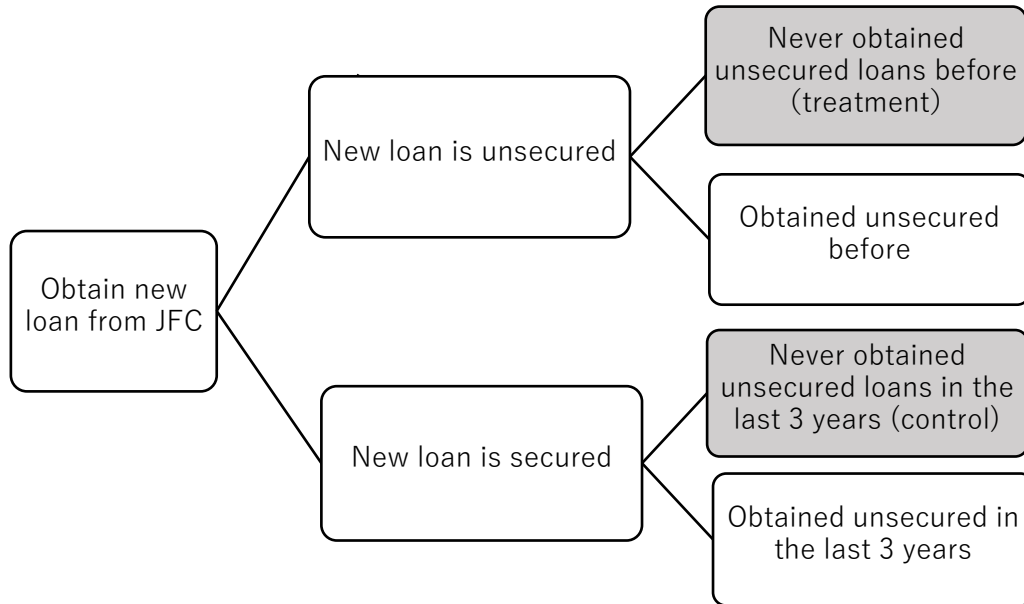 Never obtained
unsecured loans before
(treatment)
New loan is unsecured
Obtained unsecured
before
Obtain new
loan from JFC
Never obtained
unsecured loans in the
last 3 years (control)
New loan is secured
Obtained unsecured in
the last 3 years